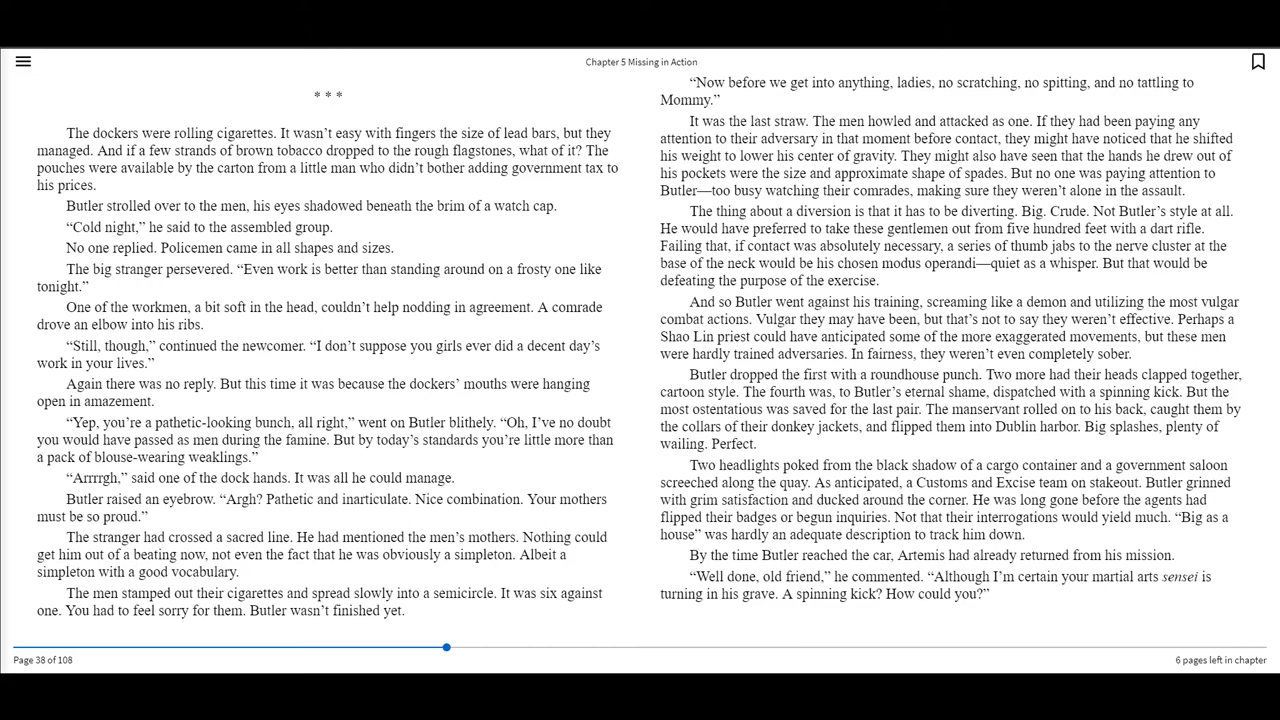 Chapter 5 Missing in Action
* * *
The dockers were rolling cigarettes. It wasn’t easy with fingers the size of lead bars, but they
managed. And if a few strands of brown tobacco dropped to the rough flagstones, what of it? The
pouches were available by the carton from a little man who didn’t bother adding government tax to
his prices.
Butler strolled over to the men, his eyes shadowed beneath the brim of a watch cap.
“Cold night,” he said to the assembled group.
No one replied. Policemen came in all shapes and sizes.
The big stranger persevered. “Even work is better than standing around on a frosty one like
tonight.”
One of the workmen, a bit soft in the head, couldn’t help nodding in agreement. A comrade
drove an elbow into his ribs.
“Still, though,” continued the newcomer. “I don’t suppose you girls ever did a decent day’s
work in your lives.”
Again there was no reply. But this time it was because the dockers’ mouths were hanging
open in amazement.
“Yep, you’re a pathetic-looking bunch, all right,” went on Butler blithely. “Oh, I’ve no doubt
you would have passed as men during the famine. But by today’s standards you’re little more than
a pack of blouse-wearing weaklings.”
“Arrrrgh,” said one of the dock hands. It was all he could manage.
Butler raised an eyebrow. “Argh? Pathetic and inarticulate. Nice combination. Your mothers
must be so proud.”
The stranger had crossed a sacred line. He had mentioned the men’s mothers. Nothing could
get him out of a beating now, not even the fact that he was obviously a simpleton. Albeit a
simpleton with a good vocabulary.
The men stamped out their cigarettes and spread slowly into a semicircle. It was six against
one. You had to feel sorry for them. Butler wasn’t finished yet.
“Now before we get into anything, ladies, no scratching, no spitting, and no tattling to
Mommy.”
It was the last straw. The men howled and attacked as one. If they had been paying any
attention to their adversary in that moment before contact, they might have noticed that he shifted
his weight to lower his center of gravity. They might also have seen that the hands he drew out of
his pockets were the size and approximate shape of spades. But no one was paying attention to
Butler—too busy watching their comrades, making sure they weren’t alone in the assault.
The thing about a diversion is that it has to be diverting. Big. Crude. Not Butler’s style at all.
He would have preferred to take these gentlemen out from five hundred feet with a dart rifle.
Failing that, if contact was absolutely necessary, a series of thumb jabs to the nerve cluster at the
base of the neck would be his chosen modus operandi—quiet as a whisper. But that would be
defeating the purpose of the exercise.
And so Butler went against his training, screaming like a demon and utilizing the most vulgar
combat actions. Vulgar they may have been, but that’s not to say they weren’t effective. Perhaps a
Shao Lin priest could have anticipated some of the more exaggerated movements, but these men
were hardly trained adversaries. In fairness, they weren’t even completely sober.
Butler dropped the first with a roundhouse punch. Two more had their heads clapped together,
cartoon style. The fourth was, to Butler’s eternal shame, dispatched with a spinning kick. But the
most ostentatious was saved for the last pair. The manservant rolled on to his back, caught them by
the collars of their donkey jackets, and flipped them into Dublin harbor. Big splashes, plenty of
wailing. Perfect.
Two headlights poked from the black shadow of a cargo container and a government saloon
screeched along the quay. As anticipated, a Customs and Excise team on stakeout. Butler grinned
with grim satisfaction and ducked around the corner. He was long gone before the agents had
flipped their badges or begun inquiries. Not that their interrogations would yield much. “Big as a
house” was hardly an adequate description to track him down.
By the time Butler reached the car, Artemis had already returned from his mission.
“Well done, old friend,” he commented. “Although I’m certain your martial arts sensei is
turning in his grave. A spinning kick? How could you?”
Page 38 of 108
6 pages left in chapter